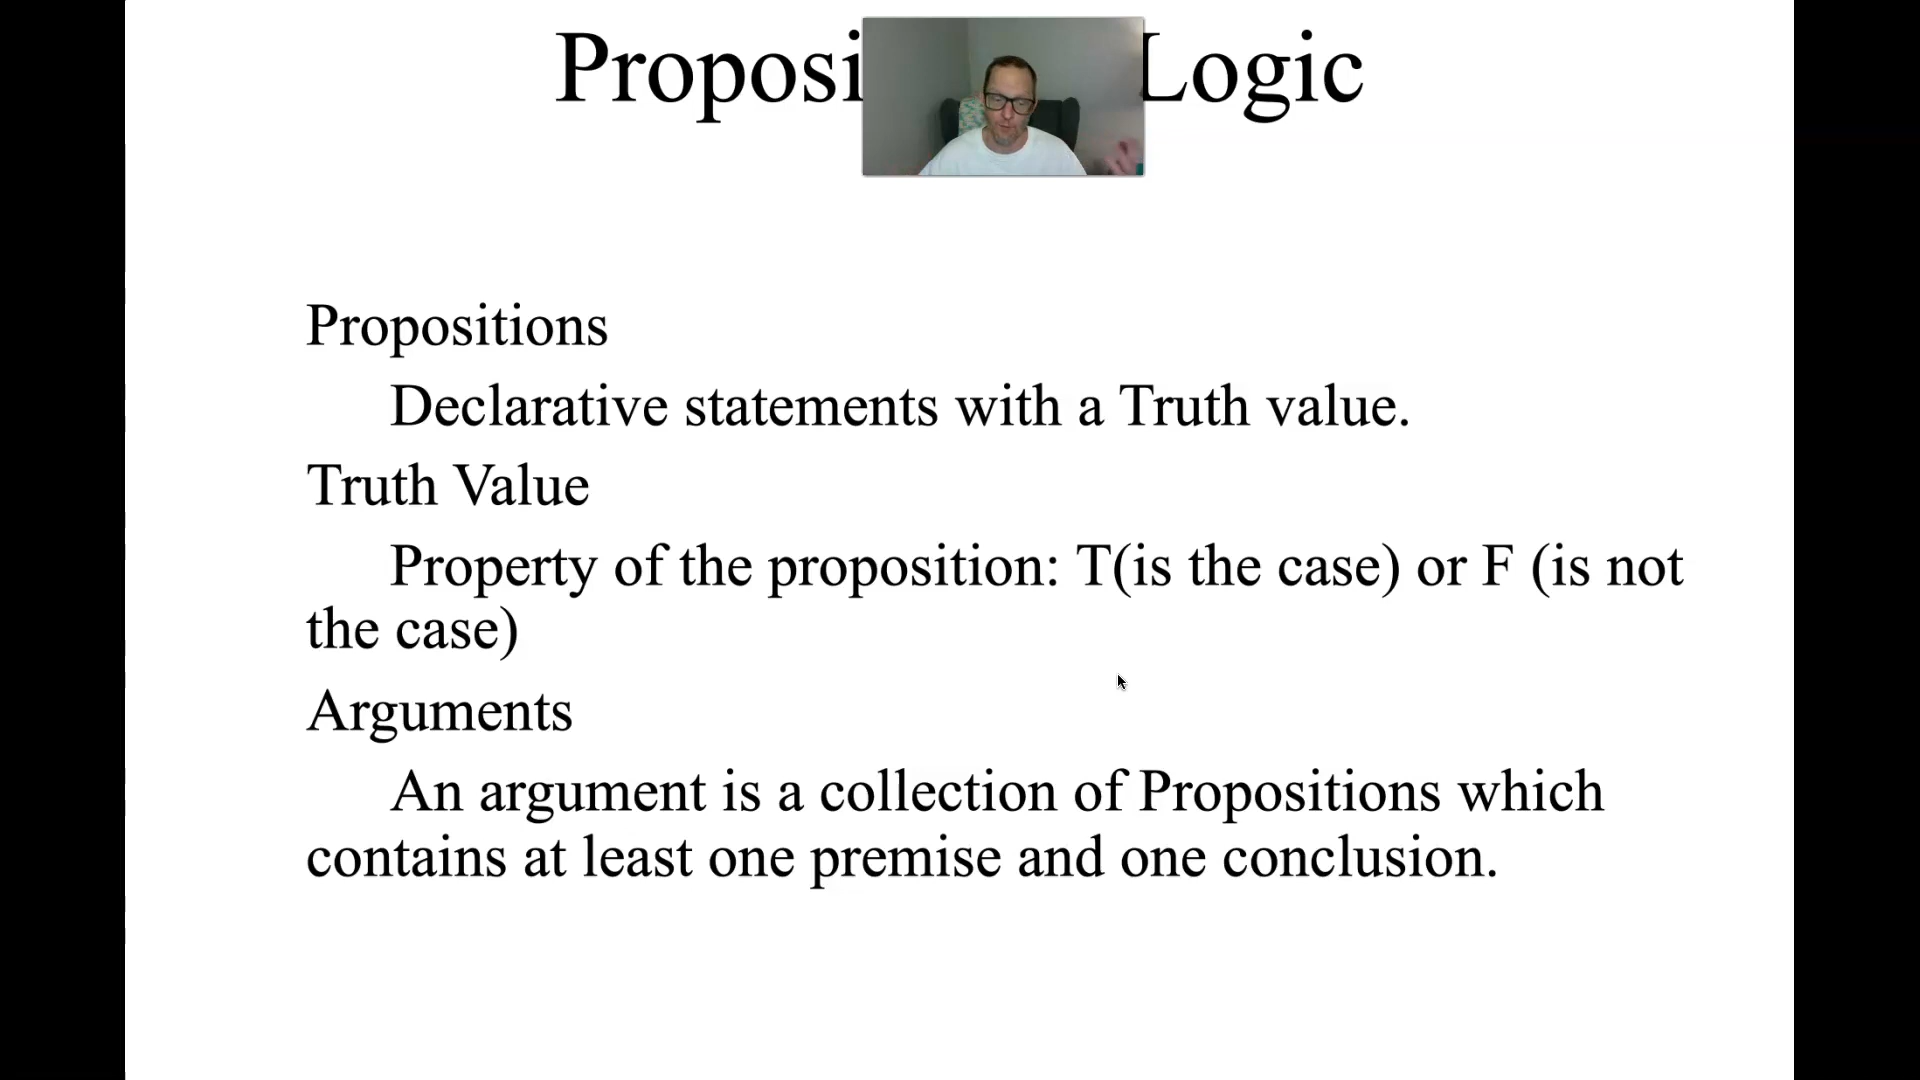 Proposi Logic
Propositions
Declarative statements with a Truth value.
Truth Value
Property of the proposition: T(is the case) or F (is not
the case)
Arguments
An argument is a collection of Propositions which
contains at least one premise and one conclusion.